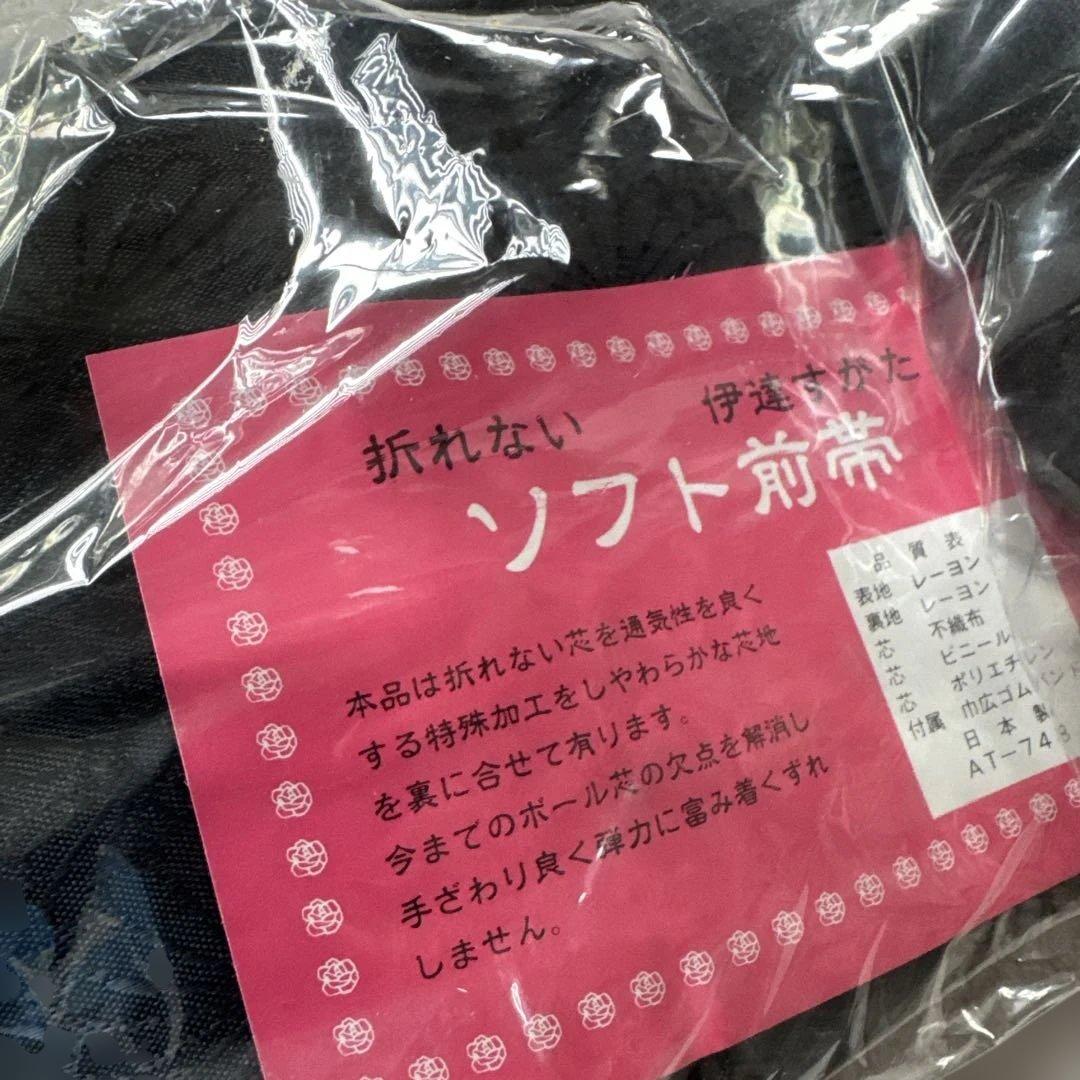 折れない 伊達すがた
ソフト前帯
本品は折れない芯を通気性を良く
する特殊加工をしやわらかな芯地
を裏に合せて有ります。
今までのボール芯の欠点を解消し
手ざわり良く弾力に富み着くずれ
しません。
品質表
表地 レーヨン
裏地 レーヨン
芯 不織布
芯 ビニール
芯 ポリエチレン
付属 巾広ゴムバンド
日本製
AT-743